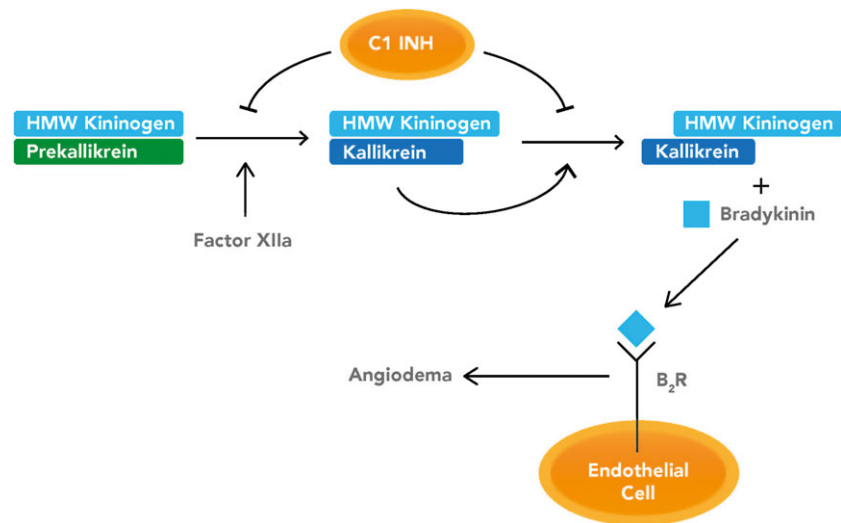 C1 INH
HMW Kininogen
Prekallikrein
HMW Kininogen
Kallikrein
HMW Kininogen
Kallikrein
+
Bradykinin
Factor XIIa
Angiodema
B₂R
Endothelial
Cell